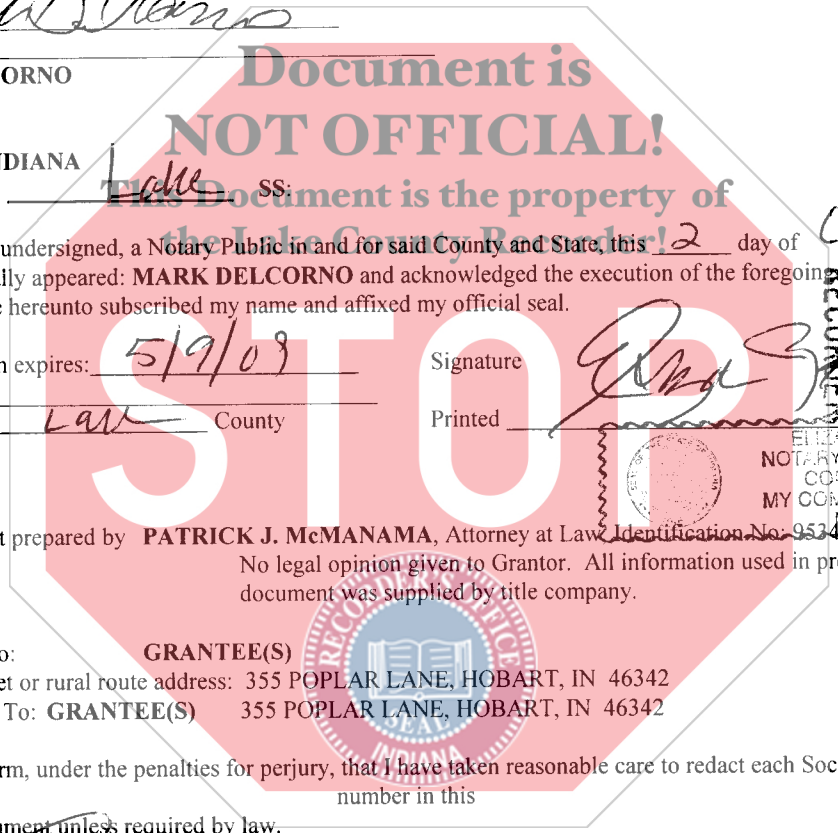 ORNO
Document is
NOT OFFICIAL!
NDIANA
Lake SS:
This Document is the property of
the Lake County Recorder!
undersigned, a Notary Public in and for said County and State, this 2 day of
lly appeared: MARK DELCORNO and acknowledged the execution of the foregoing
e hereunto subscribed my name and affixed my official seal.
STOP
n expires: 5/9/09 Signature
Lake County Printed
NOTARY
MY COM
t prepared by PATRICK J. McMANAMA, Attorney at Law Identification No: 9534
No legal opinion given to Grantor. All information used in pr
document was supplied by title company.
RECORDER'S OFFICE
SEAL
INDIANA
o: GRANTEE(S)
et or rural route address: 355 POPLAR LANE, HOBART, IN 46342
To: GRANTEE(S) 355 POPLAR LANE, HOBART, IN 46342
rm, under the penalties for perjury, that I have taken reasonable care to redact each Soc
number in this
ument unless required by law.